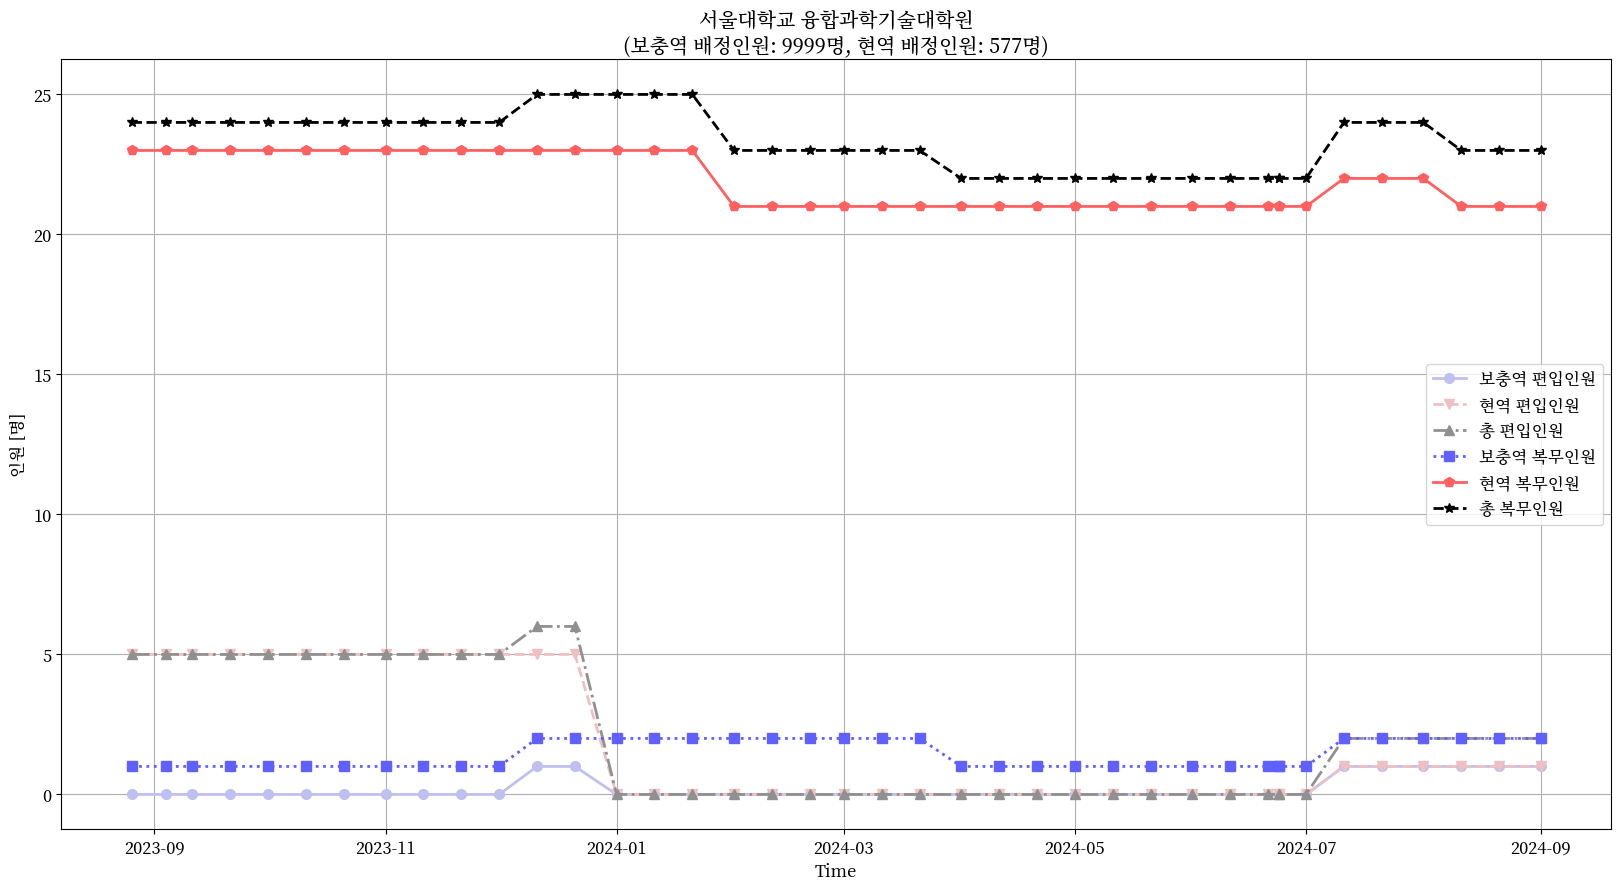 서울대학교 융합과학기술대학원
(보충역 배정인원: 9999명, 현역 배정인원: 577명)
인원 [명]
25
20
15
10
5
0
보충역 편입인원
현역 편입인원
총 편입인원
보충역 복무인원
현역 복무인원
총 복무인원
2023-09 2023-11 2024-01 2024-03 2024-05 2024-07 2024-09
Time